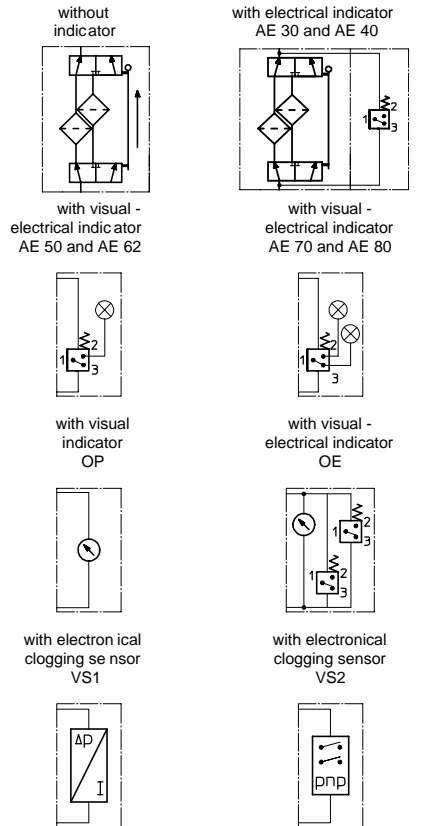 without
indicator
with electrical indicator
AE 30 and AE 40
1
2
3
with visual -
electrical indic ator
AE 50 and AE 62
with visual -
electrical indicator
AE 70 and AE 80
1
2
3
1
2
3
with visual
indicator
OP
with visual -
electrical indicator
OE
1
2
3
1
2
3
with electron ical
clogging se nsor
VS1
with electronical
clogging sensor
VS2
Δp
I
pnp